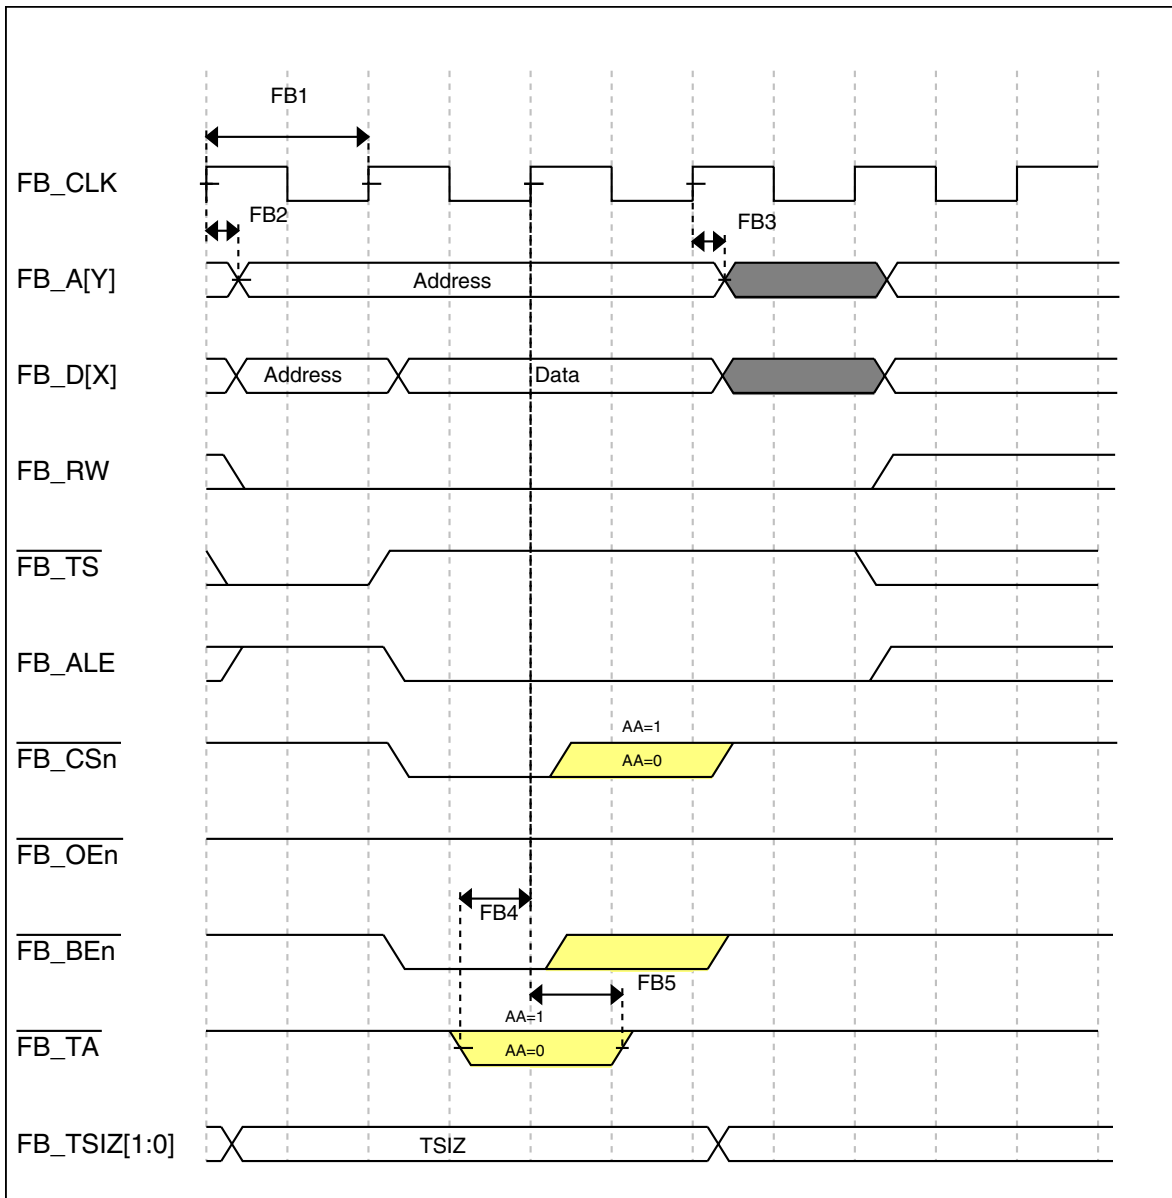 FB1
FB_CLK
FB2
FB3
FB_A[Y]
Address
FB_D[X]
Address
Data
FB_RW
FB_TS
FB_ALE
FB_CSn
AA=1
AA=0
FB_OEn
FB4
FB_BEn
FB5
FB_TA
AA=1
AA=0
FB_TSIZ[1:0]
TSIZ